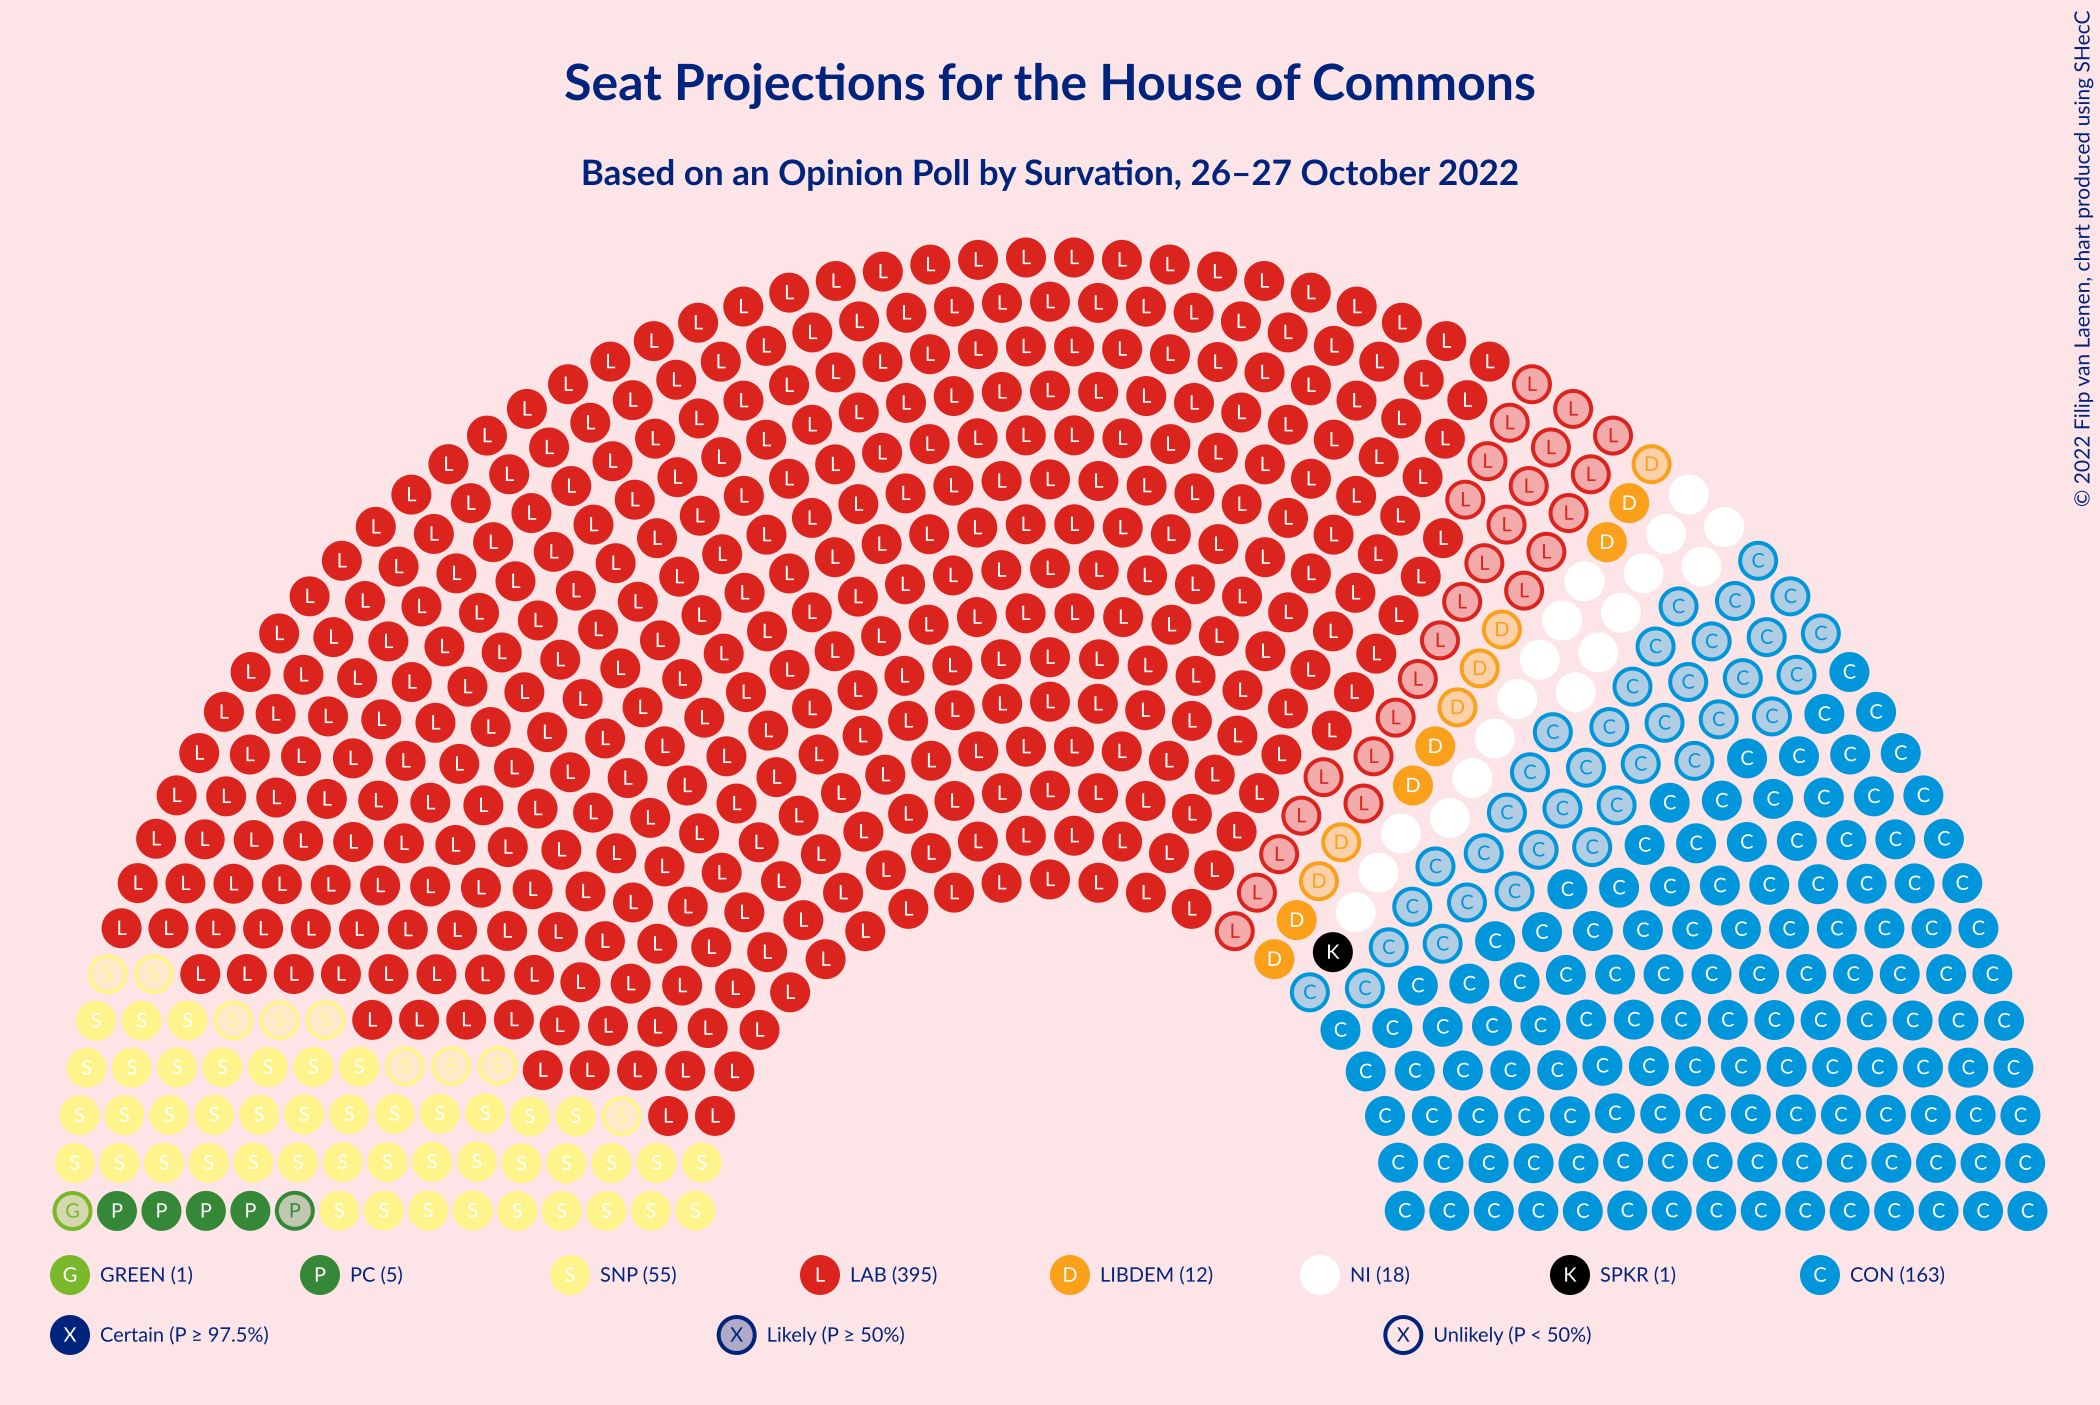 Seat Projections for the House of Commons
Based on an Opinion Poll by Survation, 26–27 October 2022
© 2022 Filip van Laenen, chart produced using SHecC
G GREEN (1) P PC (5) S SNP (55) L LAB (395) D LIBDEM (12) NI (18) K SPKR (1) C CON (163)
X Certain (P ≥ 97.5%) X Likely (P ≥ 50%) X Unlikely (P < 50%)